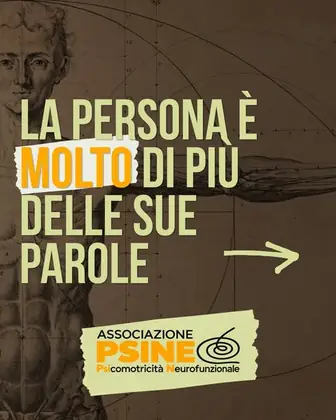 LA PERSONA È
MOLTO DI PIÙ
DELLE SUE
PAROLE
ASSOCIAZIONE
PSINE
Psicomotricità Neurofunzionale